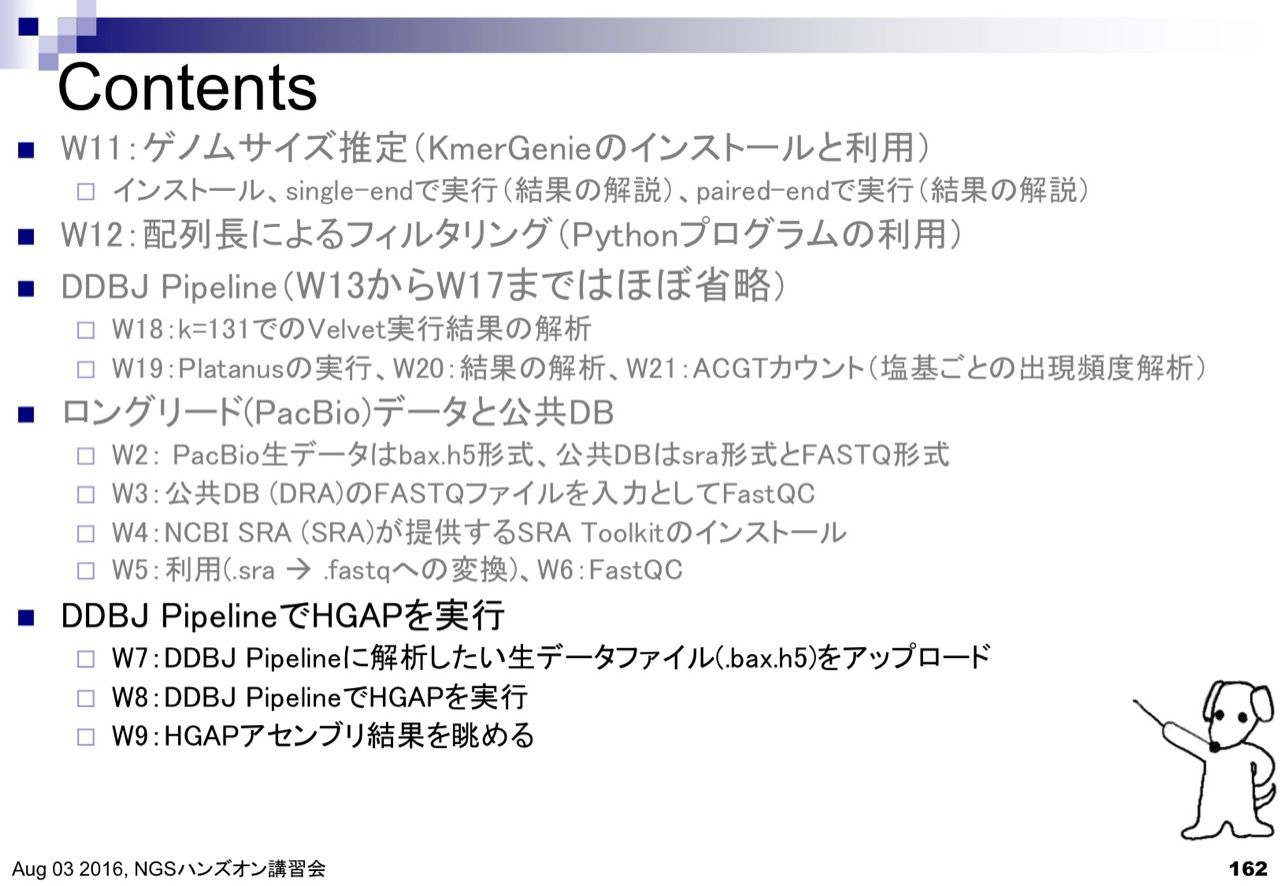 Contents
W11：ゲノムサイズ推定（KmerGenieのインストールと利用）
インストール、single-endで実行（結果の解説）、paired-endで実行（結果の解説）
W12：配列長によるフィルタリング（Pythonプログラムの利用）
DDBJ Pipeline（W13からW17まではほぼ省略）
W18：k=131でのVelvet実行結果の解析
W19：Platanusの実行、W20：結果の解析、W21：ACGTカウント（塩基ごとの出現頻度解析）
ロングリード(PacBio)データと公共DB
W2： PacBio生データはbax.h5形式、公共DBはsra形式とFASTQ形式
W3：公共DB (DRA)のFASTQファイルを入力としてFastQC
W4：NCBI SRA (SRA)が提供するSRA Toolkitのインストール
W5：利用(.sra → .fastqへの変換)、W6：FastQC
DDBJ PipelineでHGAPを実行
W7：DDBJ Pipelineに解析したい生データファイル(.bax.h5)をアップロード
W8：DDBJ PipelineでHGAPを実行
W9：HGAPアセンブリ結果を眺める
Aug 03 2016, NGSハンズオン講習会
162